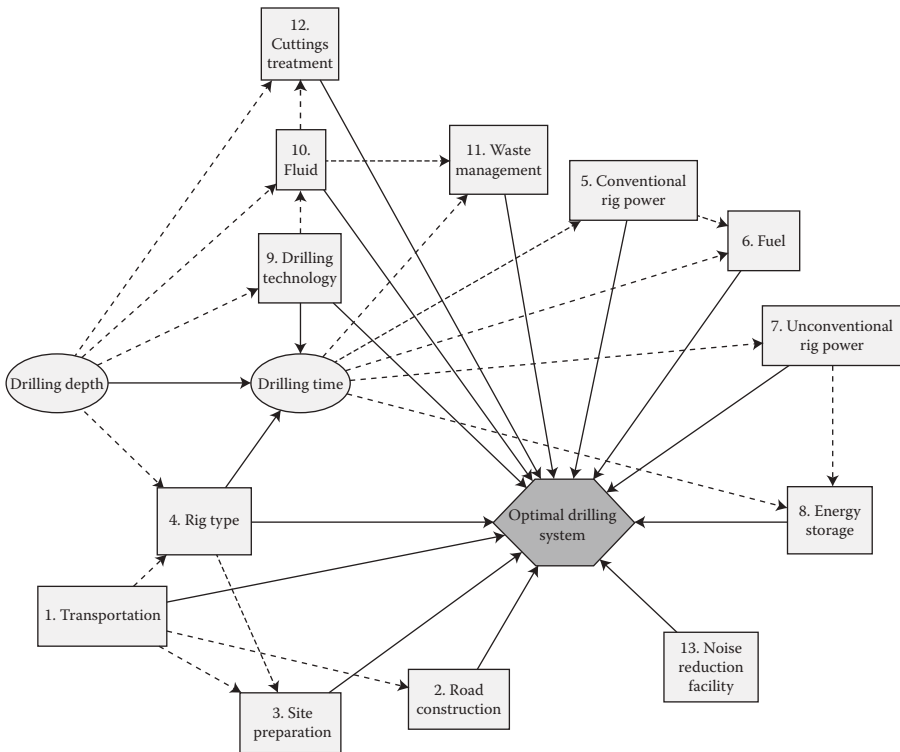 12.
Cuttings
treatment
10.
Fluid
11. Waste
management
5. Conventional
rig power
6. Fuel
9. Drilling
technology
7. Unconventional
rig power
Drilling depth
Drilling time
4. Rig type
Optimal drilling
system
8. Energy
storage
1. Transportation
13. Noise
reduction
facility
2. Road
construction
3. Site
preparation